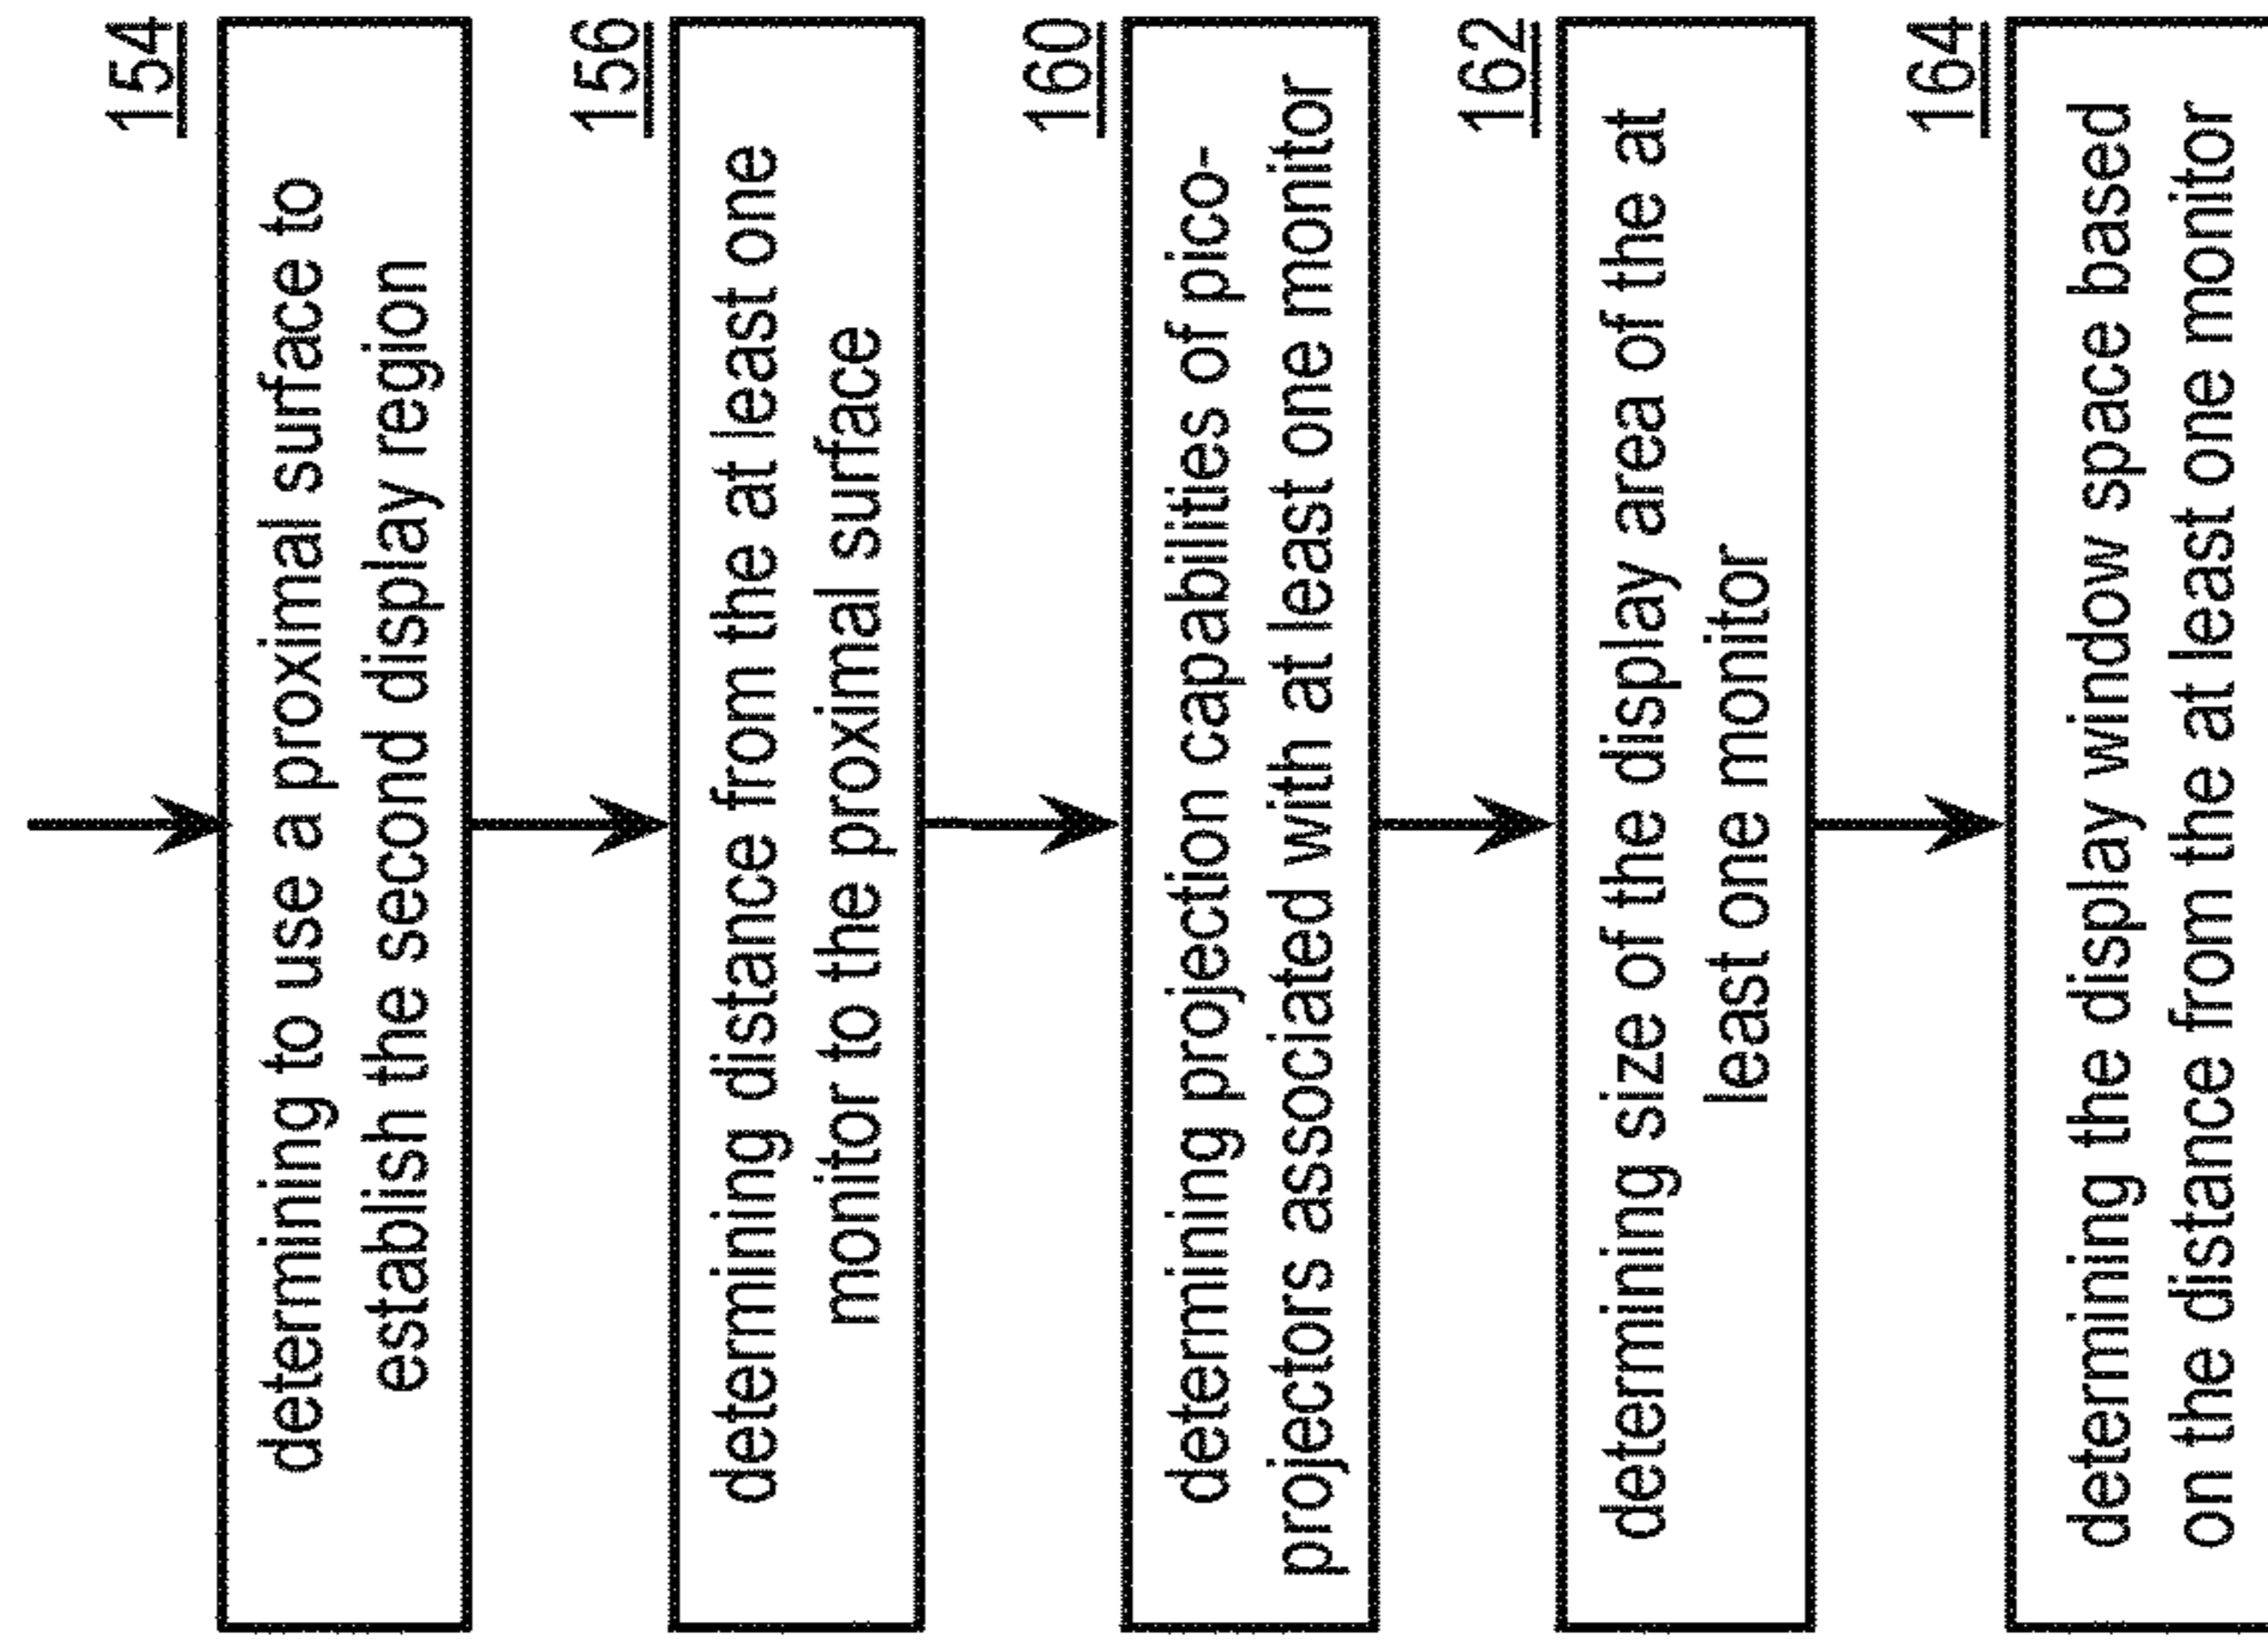 154
determining to use a proximal surface to
establish the second display region
156
determining distance from the at least one
monitor to the proximal surface
160
determining projection capabilities of pico-
projectors associated with at least one monitor
162
determining size of the display area of the at
least one monitor
164
determining the display window space based
on the distance from the at least one monitor